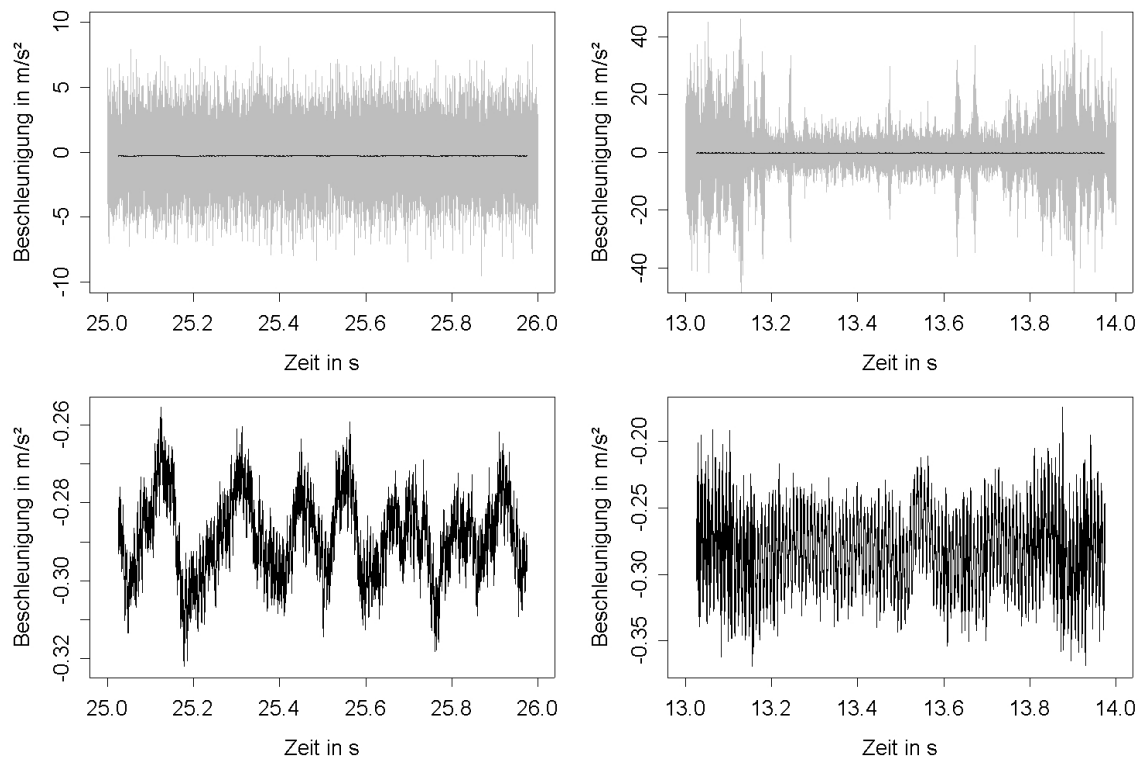 Beschleunigung in m/s²
10
5
0
-5
-10
25.0 25.2 25.4 25.6 25.8 26.0
Zeit in s
Beschleunigung in m/s²
40
20
0
-20
-40
13.0 13.2 13.4 13.6 13.8 14.0
Zeit in s
Beschleunigung in m/s²
-0.26
-0.28
-0.30
-0.32
25.0 25.2 25.4 25.6 25.8 26.0
Zeit in s
Beschleunigung in m/s²
-0.20
-0.25
-0.30
-0.35
13.0 13.2 13.4 13.6 13.8 14.0
Zeit in s